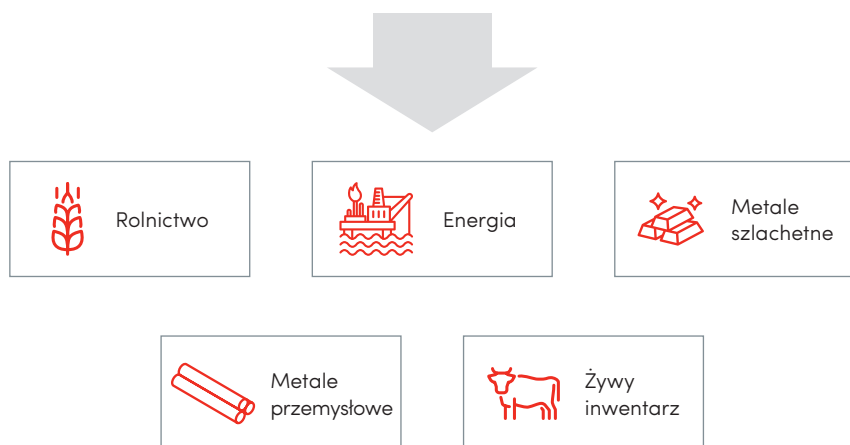 Rolnictwo
Energia
Metale
szlachetne
Metale
przemysłowe
Żywy
inwentarz